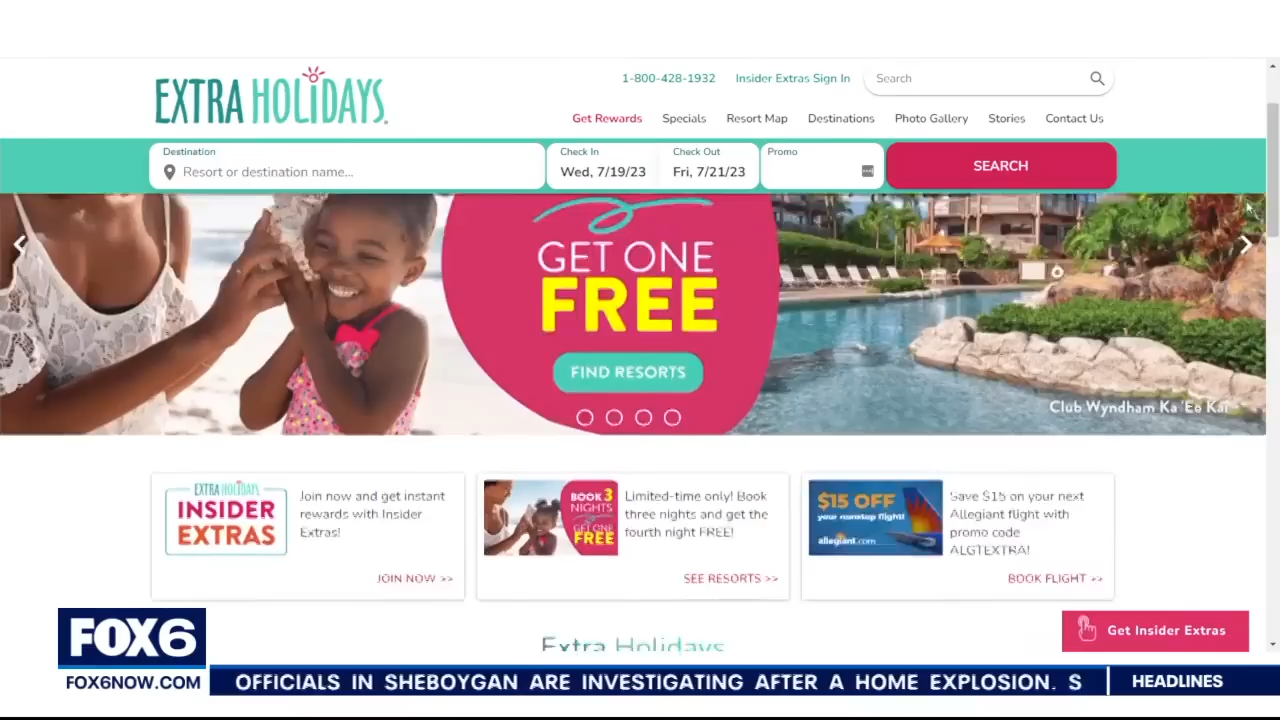 EXTRA HOLIDAYS
1-800-428-1932
Insider Extras Sign In
Search
Get Rewards
Specials
Resort Map
Destinations
Photo Gallery
Stories
Contact Us
Destination
Resort or destination name...
Check In
Wed, 7/19/23
Check Out
Fri, 7/21/23
Promo
SEARCH
GET ONE
FREE
FIND RESORTS
Club Wyndham Ka 'Eo Kai
EXTRA HOLIDAYS
INSIDER
EXTRAS
Join now and get instant
rewards with Insider
Extras!
JOIN NOW >>
BOOK 3
NIGHTS
GET ONE
FREE
Limited-time only! Book
three nights and get the
fourth night FREE!
SEE RESORTS >>
$15 OFF
your nonstop flight!
allegiant.com
Save $15 on your next
Allegiant flight with
promo code
ALGTEXTRA!
BOOK FLIGHT >>
Extra Holidays
Get Insider Extras
FOX6
FOX6NOW.COM
OFFICIALS IN SHEBOYGAN ARE INVESTIGATING AFTER A HOME EXPLOSION. S
HEADLINES